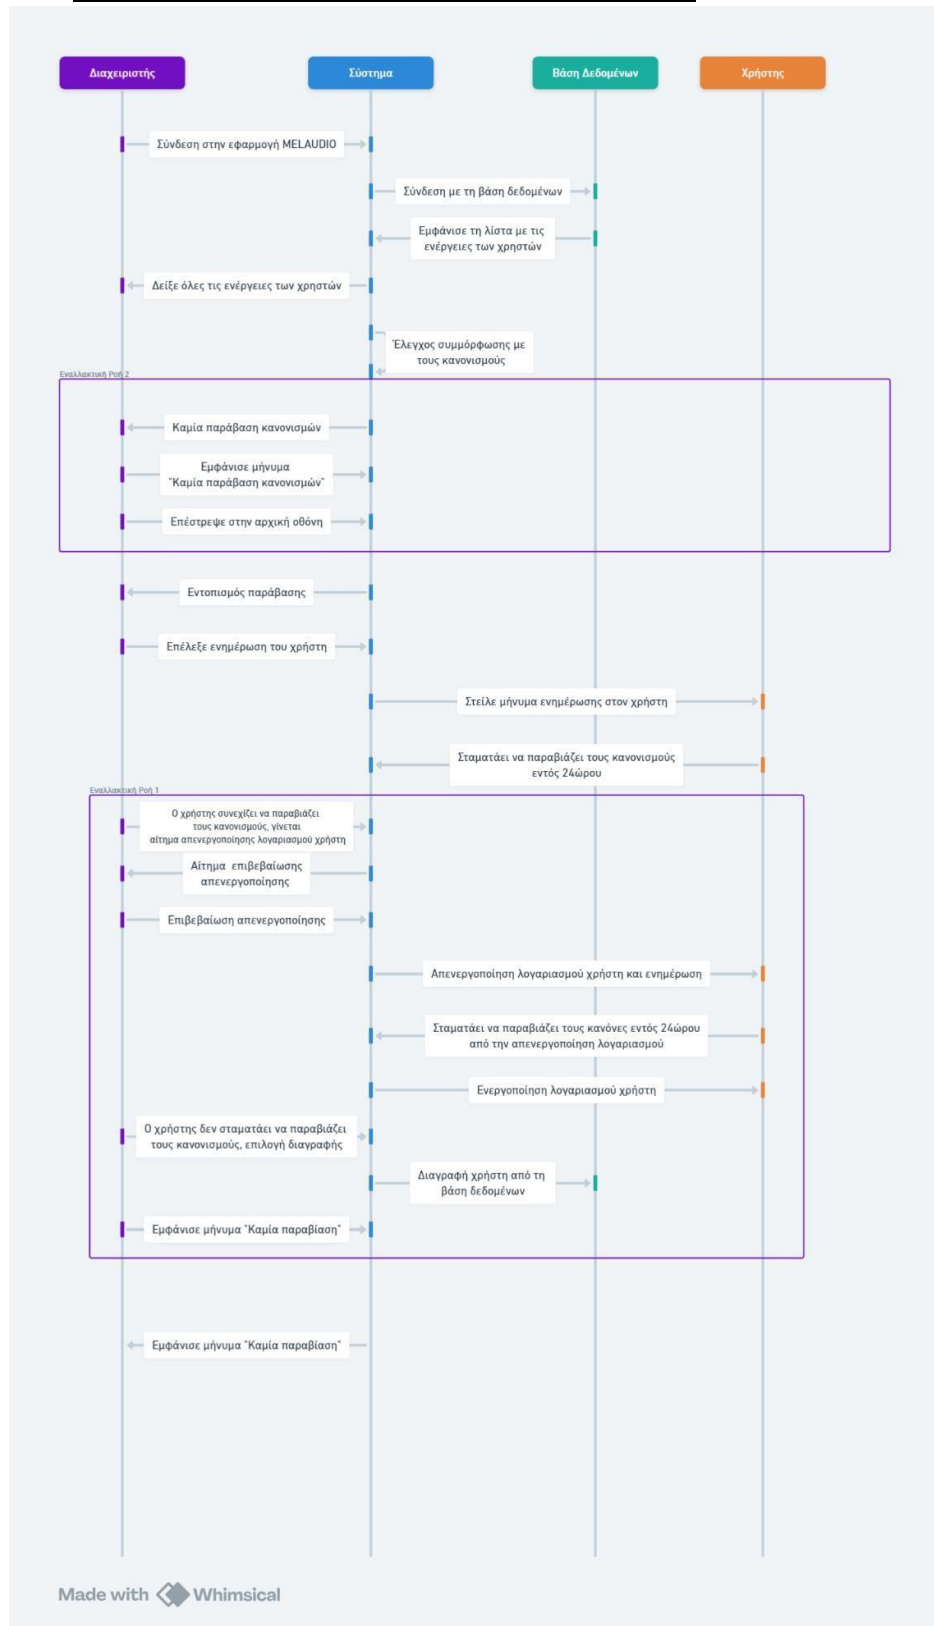 Διαχειριστής
Σύστημα
Βάση Δεδομένων
Χρήστης
Σύνδεση στην εφαρμογή MELAUDIO
Σύνδεση με τη βάση δεδομένων
Εμφάνισε τη λίστα με τις
ενέργειες των χρηστών
Δείξε όλες τις ενέργειες των χρηστών
Έλεγχος συμμόρφωσης με
τους κανονισμούς
Εναλλακτική Ροή 2
Καμία παράβαση κανονισμών
Εμφάνισε μήνυμα
"Καμία παράβαση κανονισμών"
Επέστρεψε στην αρχική οθόνη
Εντοπισμός παράβασης
Επέλεξε ενημέρωση του χρήστη
Στείλε μήνυμα ενημέρωσης στον χρήστη
Σταματάει να παραβιάζει τους κανονισμούς
εντός 24ώρου
Εναλλακτική Ροή 1
Ο χρήστης συνεχίζει να παραβιάζει
τους κανονισμούς, γίνεται
αίτημα απενεργοποίησης λογαριασμού χρήστη
Αίτημα επιβεβαίωσης
απενεργοποίησης
Επιβεβαίωση απενεργοποίησης
Απενεργοποίηση λογαριασμού χρήστη και ενημέρωση
Σταματάει να παραβιάζει τους κανόνες εντός 24ώρου
από την απενεργοποίηση λογαριασμού
Ενεργοποίηση λογαριασμού χρήστη
Ο χρήστης δεν σταματάει να παραβιάζει
τους κανονισμούς, επιλογή διαγραφής
Διαγραφή χρήστη από τη
βάση δεδομένων
Εμφάνισε μήνυμα "Καμία παραβίαση"
Εμφάνισε μήνυμα "Καμία παραβίαση"
Made with Whimsical